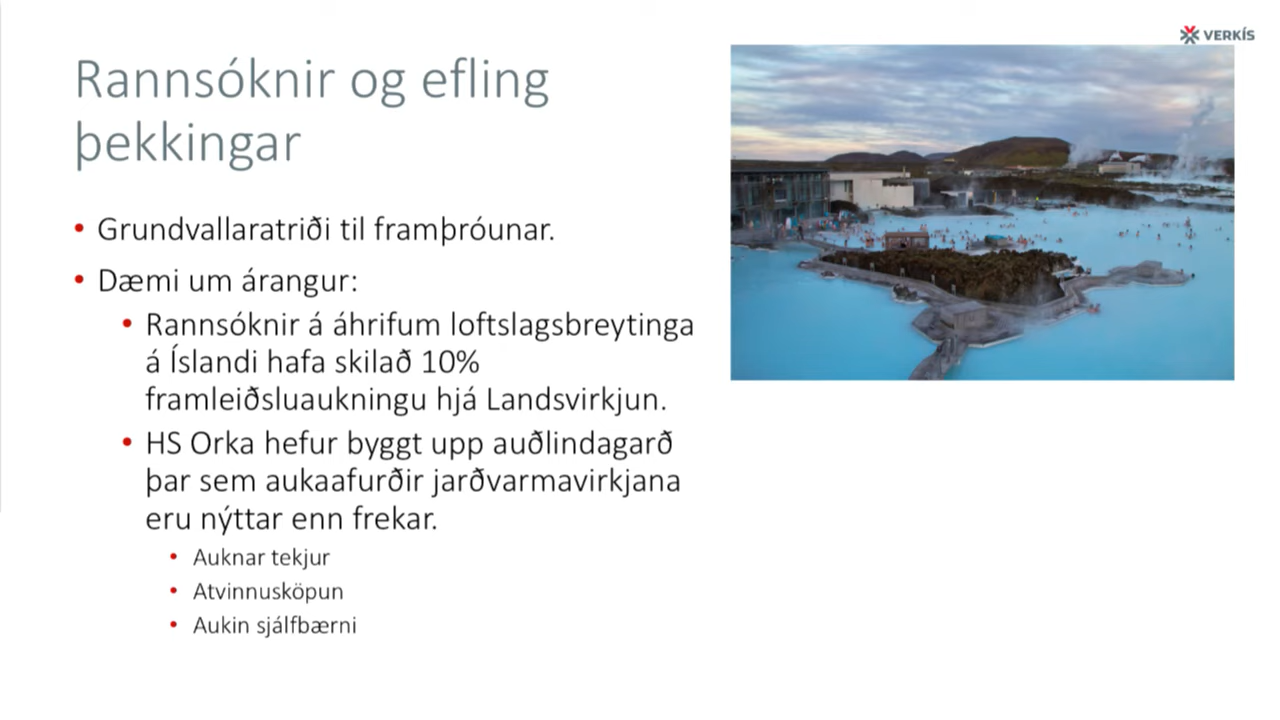 VERKÍS
Rannsóknir og efling
þekkingar
• Grundvallaratriði til framþróunar.
• Dæmi um árangur:
• Rannsóknir á áhrifum loftslagsbreytinga
á Íslandi hafa skilað 10%
framleiðsluaukningu hjá Landsvirkjun.
• HS Orka hefur byggt upp auðlindagarð
þar sem aukaafurðir jarðvarmavirkjana
eru nýttar enn frekar.
• Auknar tekjur
• Atvinnusköpun
• Aukin sjálfbærni